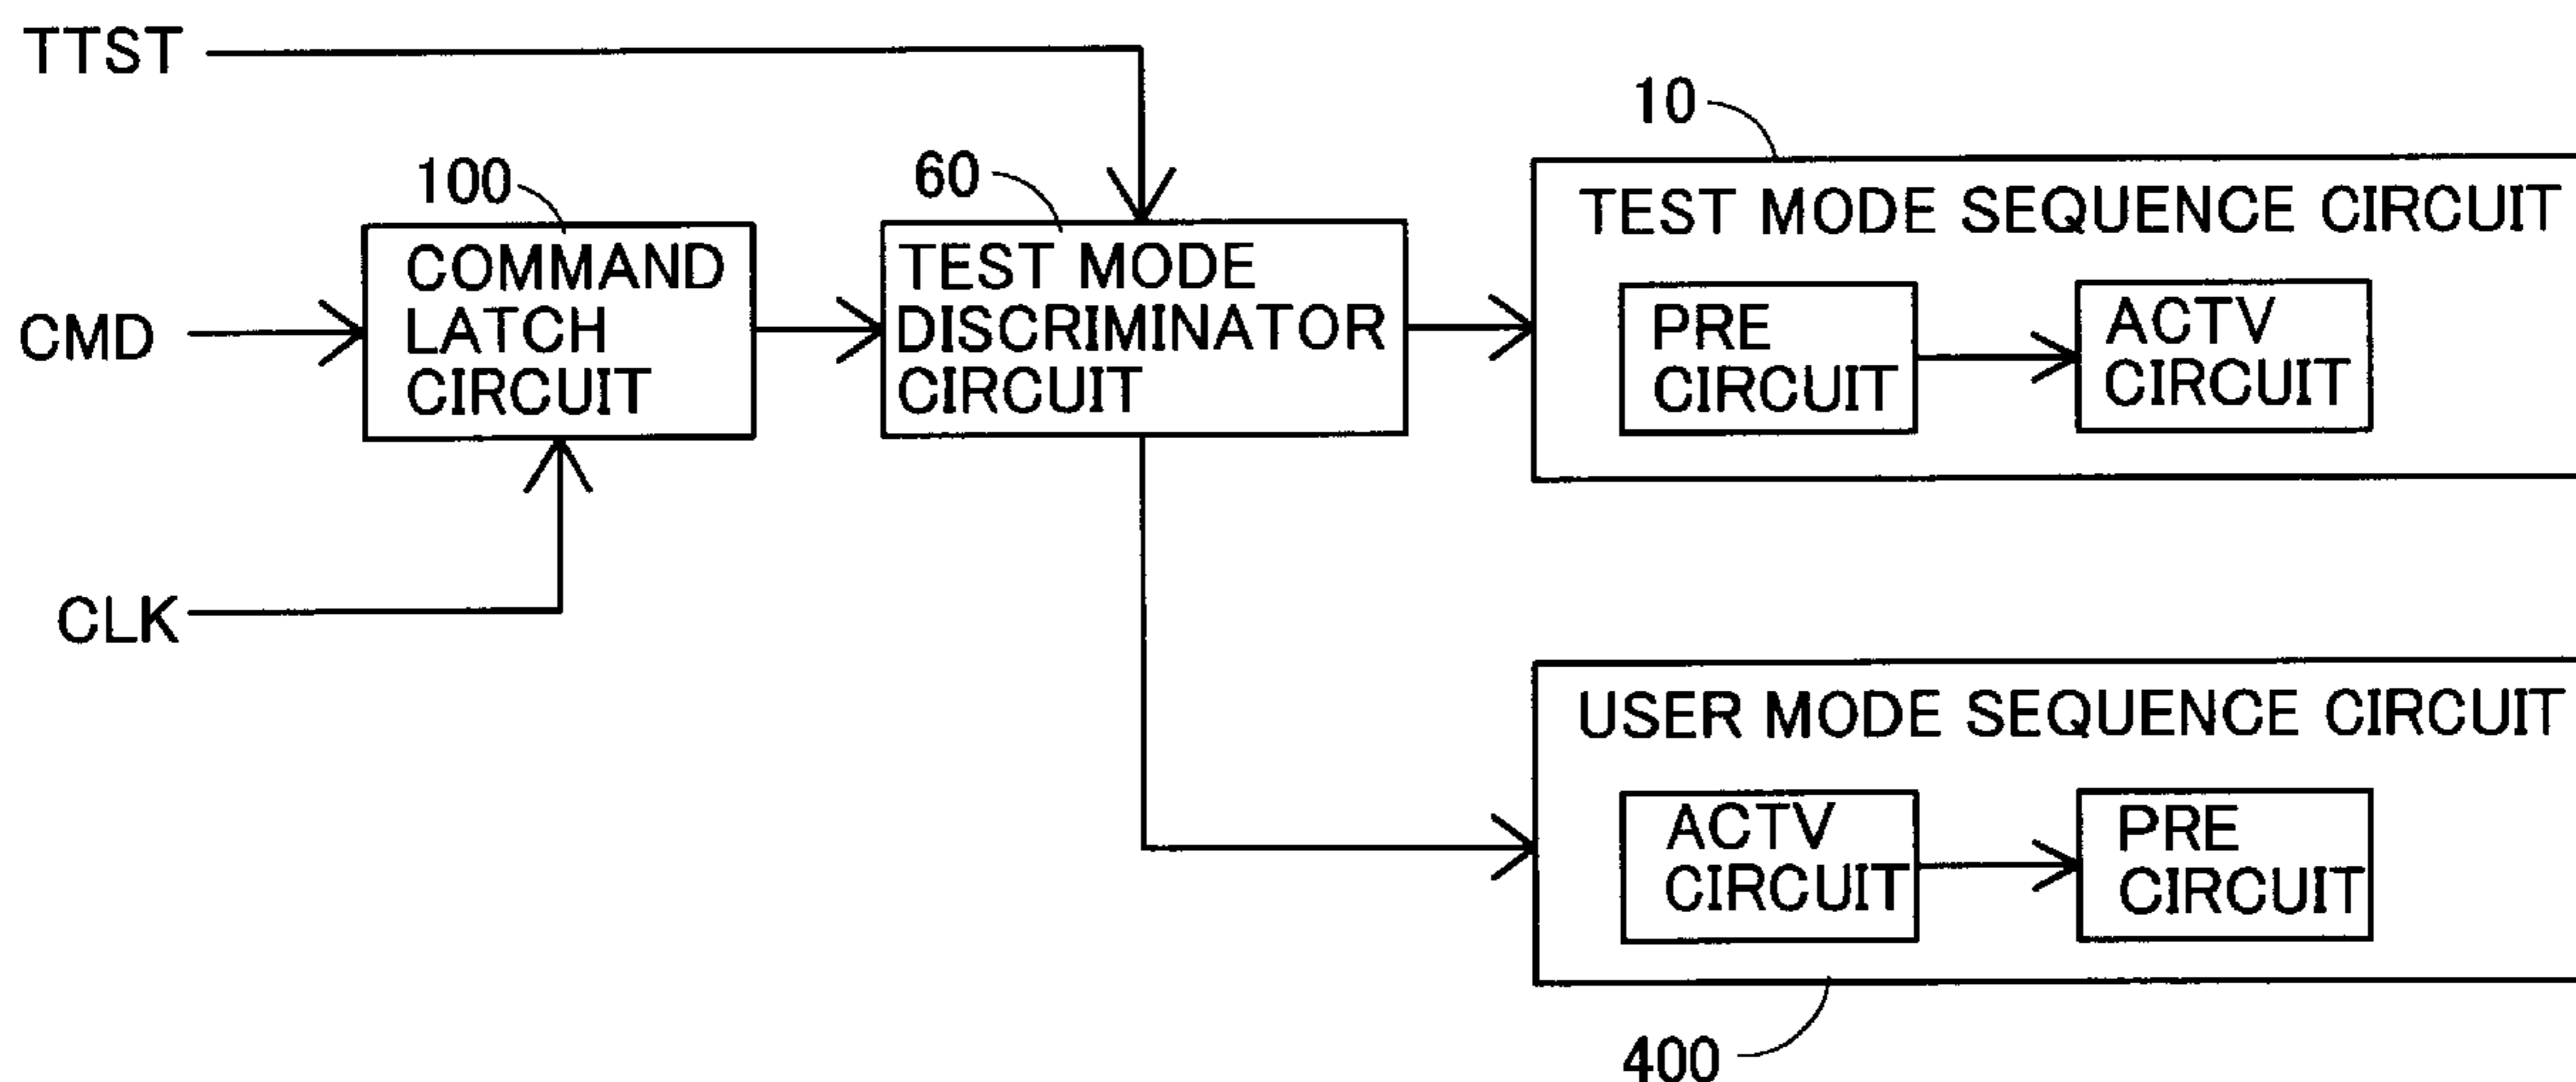 TTST
10
100
60
TEST MODE SEQUENCE CIRCUIT
COMMAND
LATCH
CIRCUIT
TEST MODE
DISCRIMINATOR
CIRCUIT
PRE
CIRCUIT
ACTV
CIRCUIT
CMD
CLK
USER MODE SEQUENCE CIRCUIT
ACTV
CIRCUIT
PRE
CIRCUIT
400